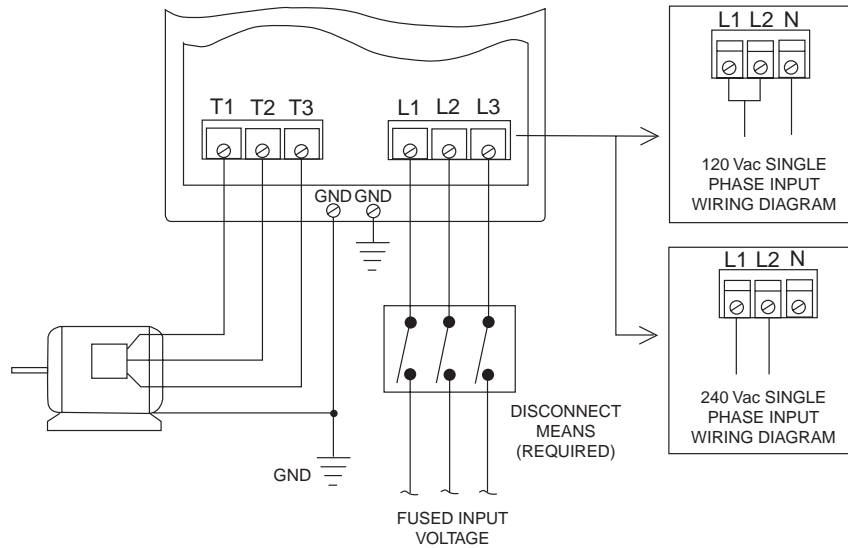 T1 T2 T3
L1 L2 L3
GND GND
GND
DISCONNECT
MEANS
(REQUIRED)
FUSED INPUT
VOLTAGE
L1 L2 N
120 Vac SINGLE
PHASE INPUT
WIRING DIAGRAM
L1 L2 N
240 Vac SINGLE
PHASE INPUT
WIRING DIAGRAM